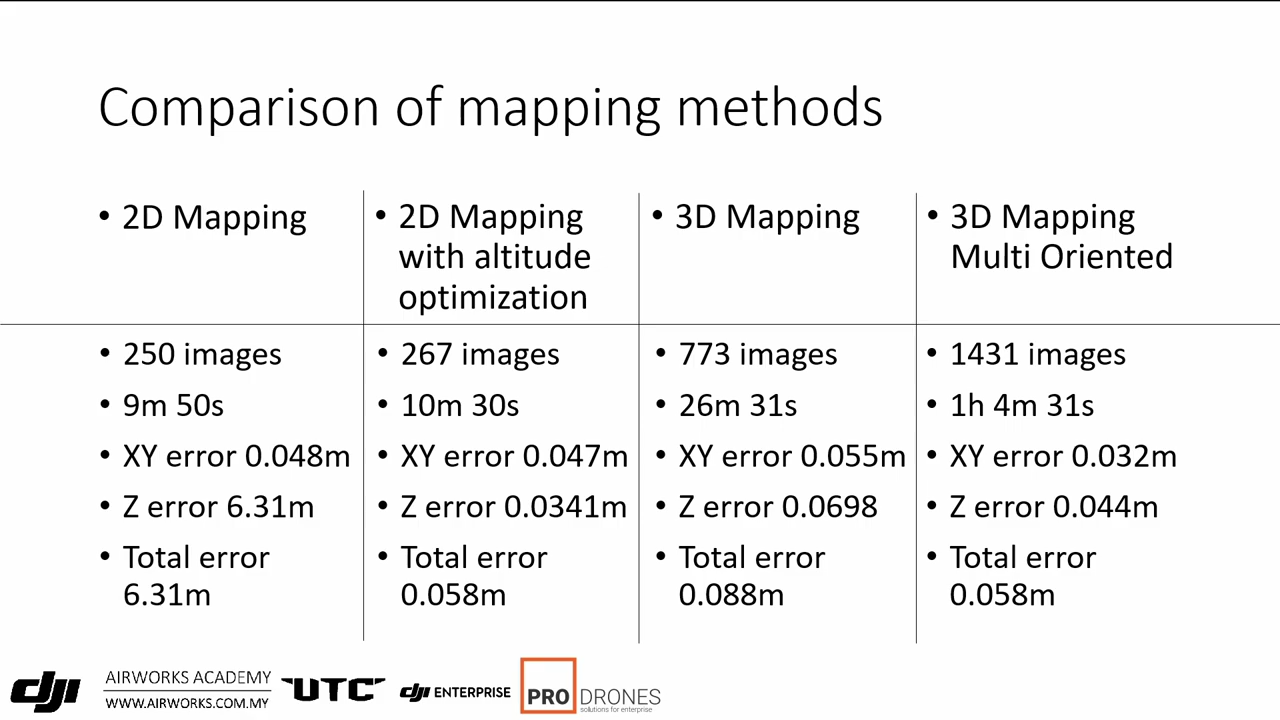 Comparison of mapping methods
• 2D Mapping
• 2D Mapping
with altitude
optimization
• 3D Mapping
• 3D Mapping
Multi Oriented
• 250 images
• 9m 50s
• XY error 0.048m
• Z error 6.31m
• Total error
6.31m
• 267 images
• 10m 30s
• XY error 0.047m
• Z error 0.0341m
• Total error
0.058m
• 773 images
• 26m 31s
• XY error 0.055m
• Z error 0.0698
• Total error
0.088m
• 1431 images
• 1h 4m 31s
• XY error 0.032m
• Z error 0.044m
• Total error
0.058m
dji
AIRWORKS ACADEMY
WWW.AIRWORKS.COM.MY
UTC
dji ENTERPRISE
PRO DRONES
solutions for enterprise